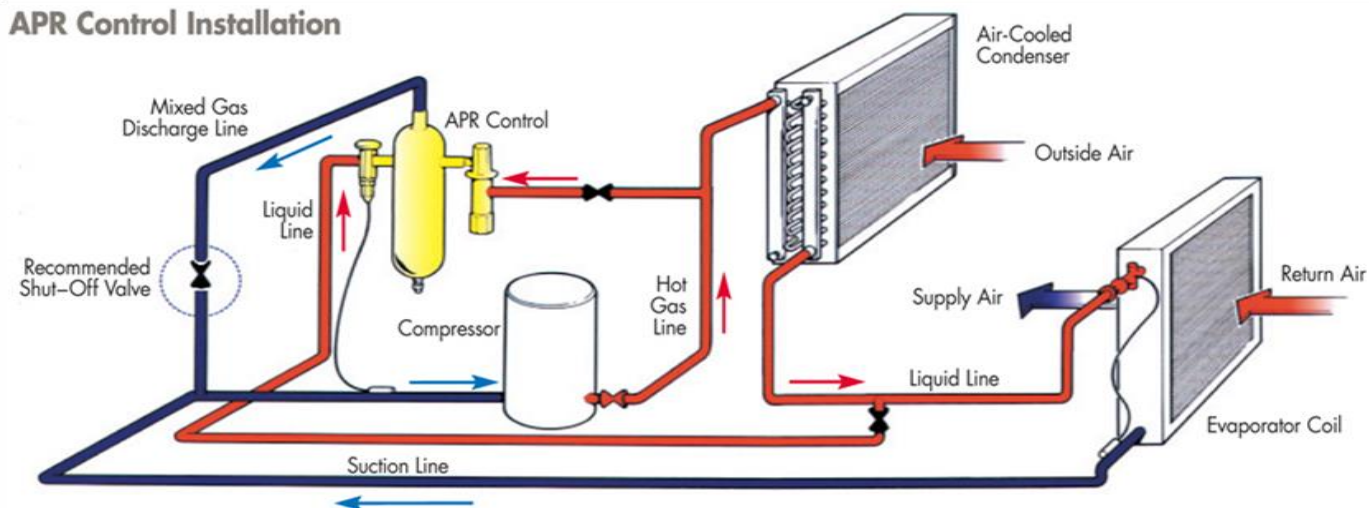 APR Control Installation
Air-Cooled
Condenser
Mixed Gas
Discharge Line
APR Control
Outside Air
Liquid
Line
Recommended
Shut–Off Valve
Hot
Gas
Line
Supply Air
Return Air
Compressor
Liquid Line
Evaporator Coil
Suction Line